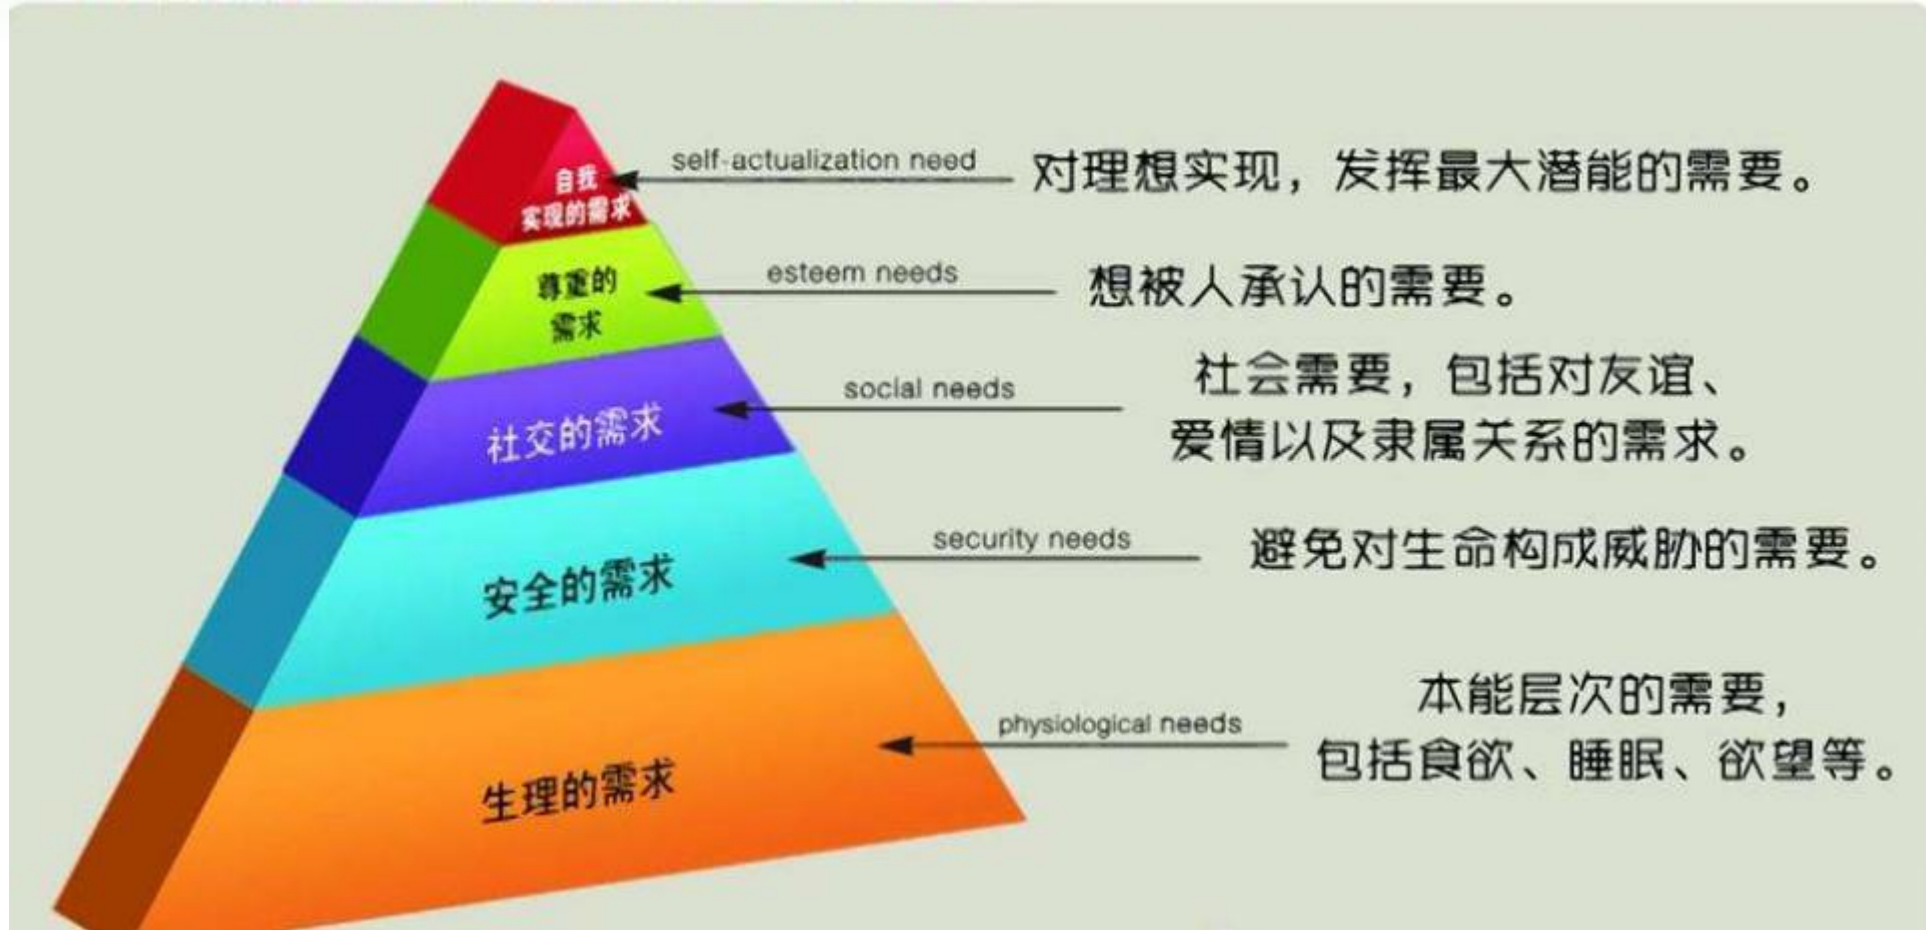 自我
实现的需求
self-actualization need
对理想实现，发挥最大潜能的需要。
尊重的
需求
esteem needs
想被人承认的需要。
社交的需求
social needs
社会需要，包括对友谊、
爱情以及隶属关系的需求。
安全的需求
security needs
避免对生命构成威胁的需要。
生理的需求
physiological needs
本能层次的需要，
包括食欲、睡眠、欲望等。